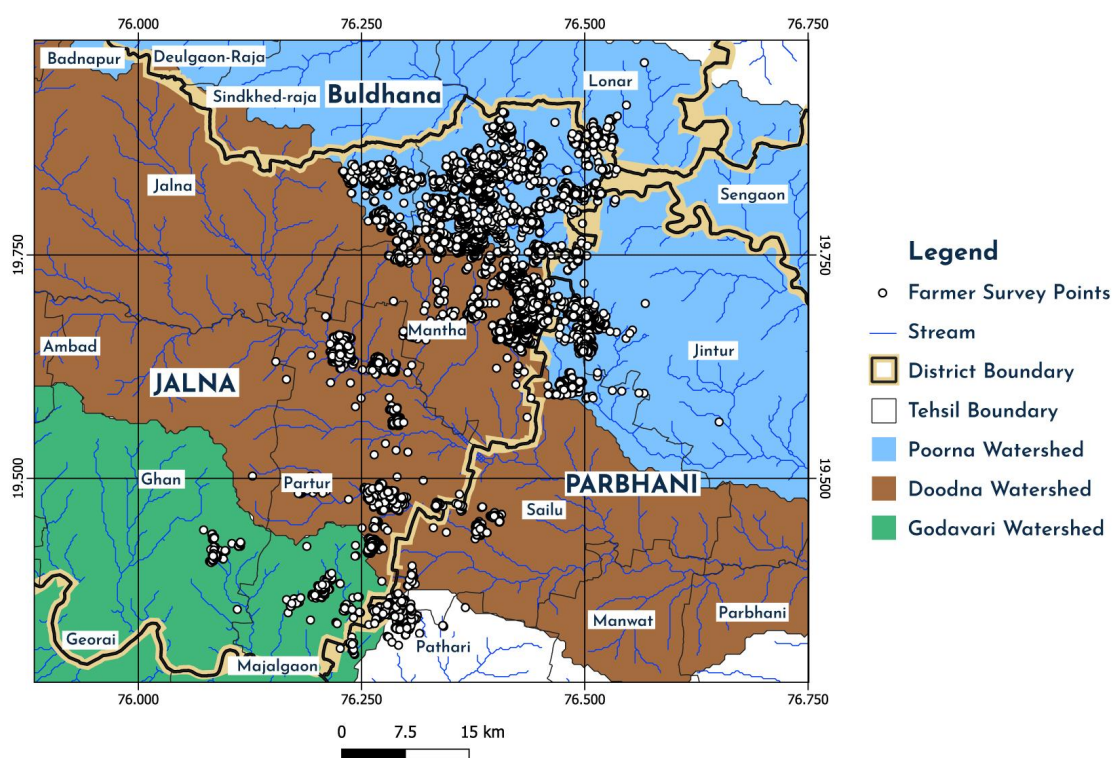 76.000 76.250 76.500 76.750
Badnapur
Deulgaon-Raja
Sindkhed-raja
Buldhana
Lonar
Jalna
Sengaon
19.750
19.750
Legend
Farmer Survey Points
Stream
District Boundary
Tehsil Boundary
Poorna Watershed
Doodna Watershed
Godavari Watershed
Ambad
Mantha
Jintur
JALNA
19.500
19.500
Ghan
Partur
PARBHANI
Sailu
Georai
Majalgaon
Pathari
Manwat
Parbhani
76.000 76.250 76.500 76.750
0 7.5 15 km